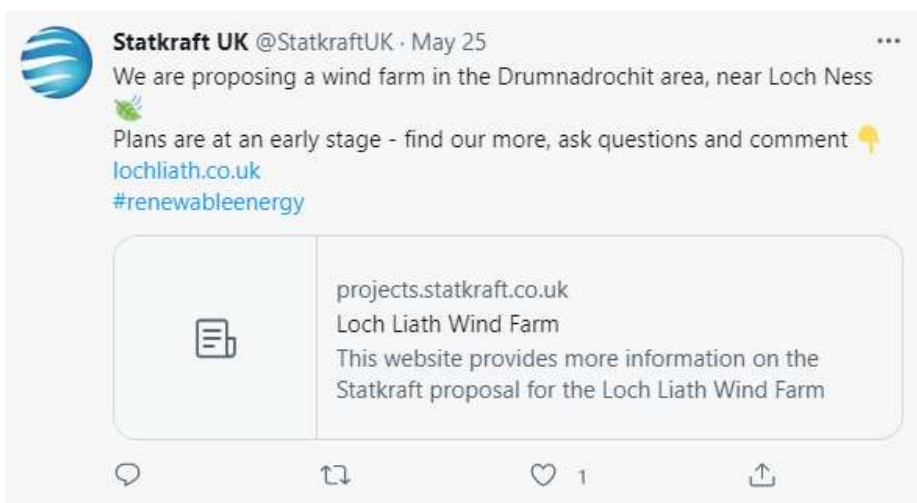 Statkraft UK @StatkraftUK · May 25
We are proposing a wind farm in the Drumnadrochit area, near Loch Ness
Plans are at an early stage - find our more, ask questions and comment
lochliath.co.uk
#renewableenergy
projects.statkraft.co.uk
Loch Liath Wind Farm
This website provides more information on the
Statkraft proposal for the Loch Liath Wind Farm
1